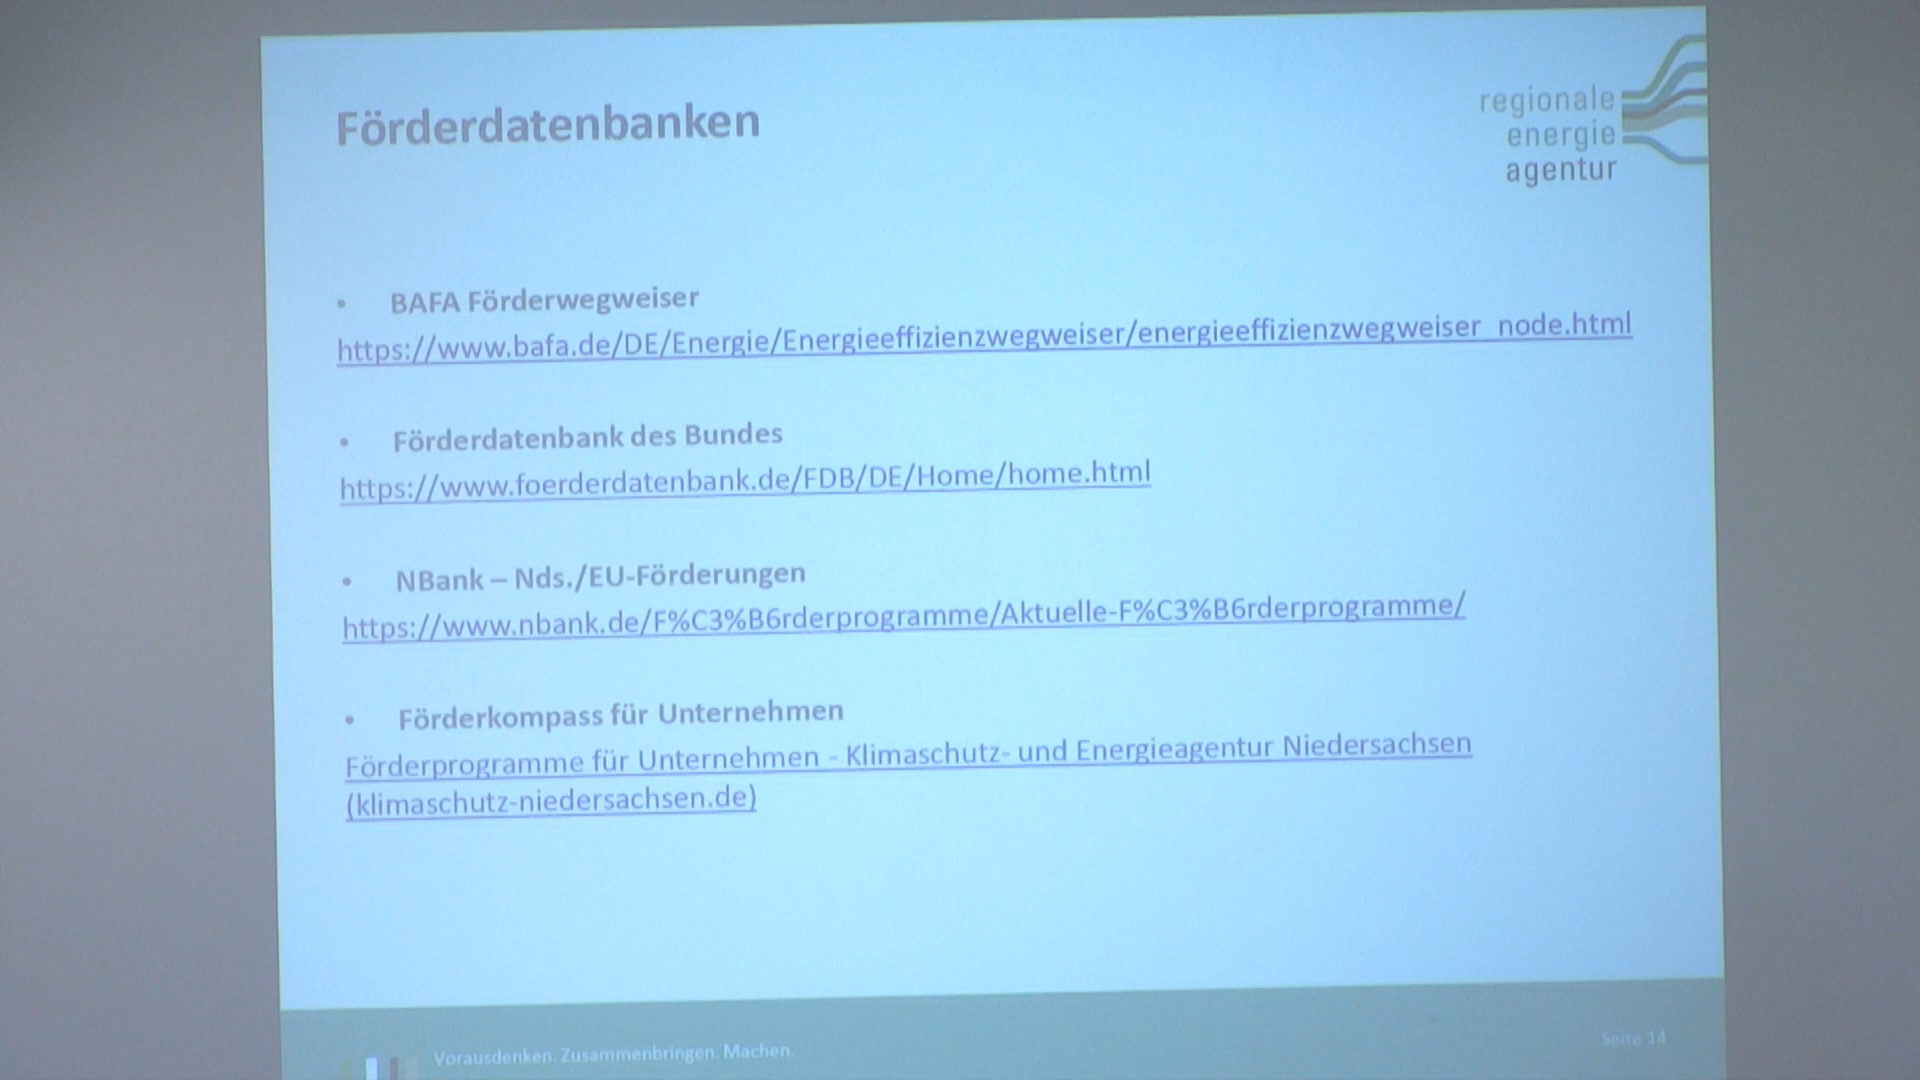 Förderdatenbanken
regionale
energie
agentur
• BAFA Förderwegweiser
https://www.bafa.de/DE/Energie/Energieeffizienzwegweiser/energieeffizienzwegweiser_node.html
• Förderdatenbank des Bundes
https://www.foerderdatenbank.de/FDB/DE/Home/home.html
• NBank – Nds./EU-Förderungen
https://www.nbank.de/F%C3%B6rderprogramme/Aktuelle-F%C3%B6rderprogramme/
• Förderkompass für Unternehmen
Förderprogramme für Unternehmen - Klimaschutz- und Energieagentur Niedersachsen
(klimaschutz-niedersachsen.de)
Vorausdenken. Zusammenbringen. Machen.
Seite 14